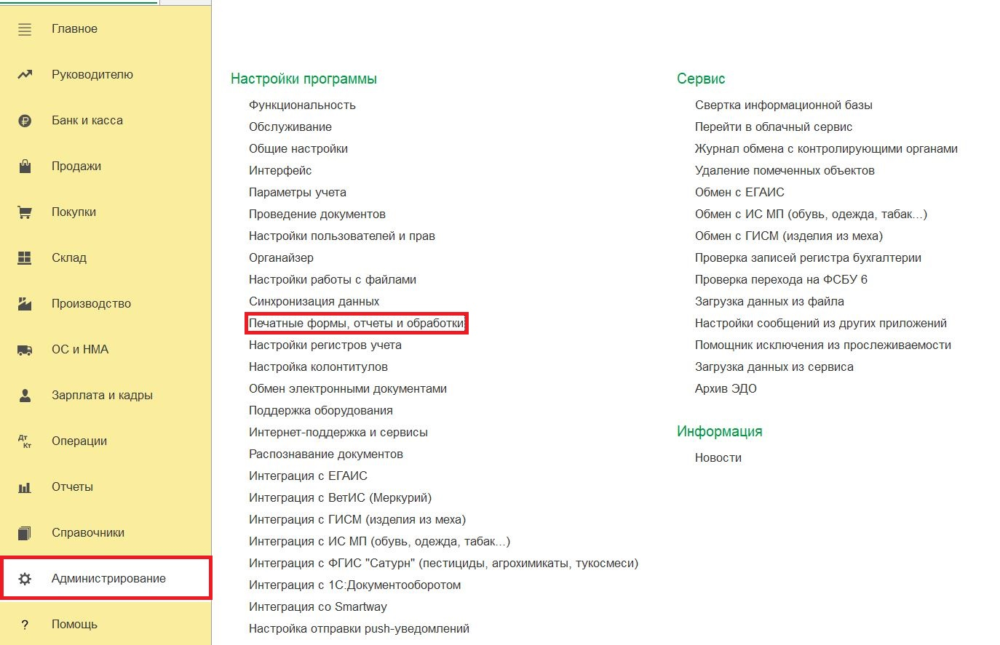 Главное
Руководителю
Банк и касса
Продажи
Покупки
Склад
Производство
ОС и НМА
Зарплата и кадры
Дт
Кт
Операции
Отчеты
Справочники
Администрирование
? Помощь
Настройки программы
Функциональность
Обслуживание
Общие настройки
Интерфейс
Параметры учета
Проведение документов
Настройки пользователей и прав
Органайзер
Настройки работы с файлами
Синхронизация данных
Печатные формы, отчеты и обработки
Настройки регистров учета
Настройка колонтитулов
Обмен электронными документами
Поддержка оборудования
Интернет-поддержка и сервисы
Распознавание документов
Интеграция с ЕГАИС
Интеграция с ВетИС (Меркурий)
Интеграция с ГИСМ (изделия из меха)
Интеграция с ИС МП (обувь, одежда, табак...)
Интеграция с ФГИС "Сатурн" (пестициды, агрохимикаты, тукосмеси)
Интеграция с 1С:Документооборотом
Интеграция со Smartway
Настройка отправки push-уведомлений
Сервис
Свертка информационной базы
Перейти в облачный сервис
Журнал обмена с контролирующими органами
Удаление помеченных объектов
Обмен с ЕГАИС
Обмен с ИС МП (обувь, одежда, табак...)
Обмен с ГИСМ (изделия из меха)
Проверка записей регистра бухгалтерии
Проверка перехода на ФСБУ 6
Загрузка данных из файла
Настройки сообщений из других приложений
Помощник исключения из прослеживаемости
Загрузка данных из сервиса
Архив ЭДО
Информация
Новости